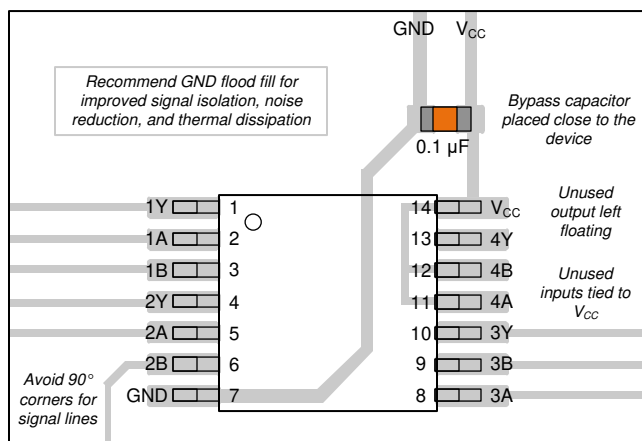 GND VCC
Recommend GND flood fill for
improved signal isolation, noise
reduction, and thermal dissipation
Bypass capacitor
placed close to the
device
0.1 µF
1Y 1 14 VCC
1A 2 13 4Y
1B 3 12 4B
2Y 4 11 4A
2A 5 10 3Y
2B 6 9 3B
GND 7 8 3A
Unused
output left
floating
Unused
inputs tied to
VCC
Avoid 90°
corners for
signal lines